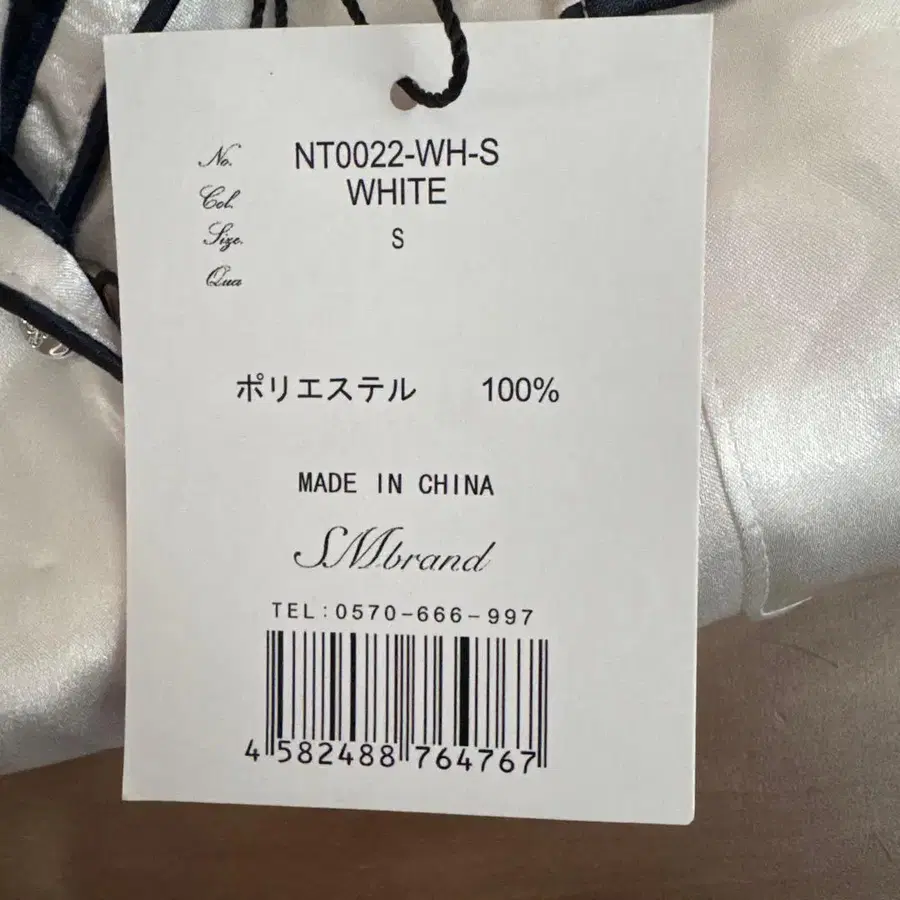 No. NT0022-WH-S
Col. WHITE
Size. S
Qua
ポリエステル 100%
MADE IN CHINA
SMbrand
TEL:0570-666-997
4 582488 764767